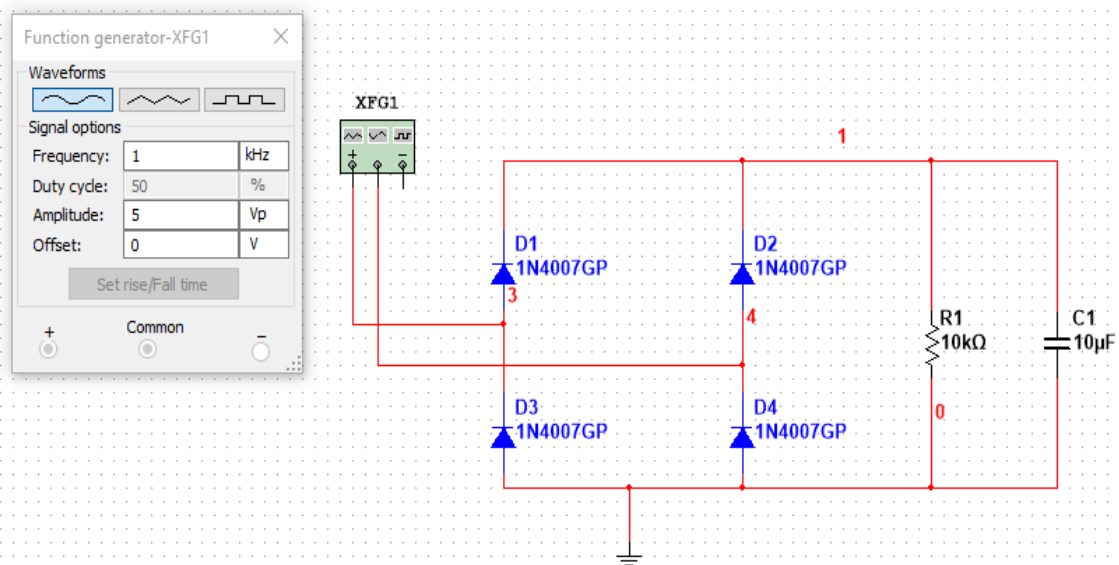 Function generator-XFG1
Waveforms
Signal options
Frequency: 1 kHz
Duty cycle: 50 %
Amplitude: 5 Vp
Offset: 0 V
Set rise/Fall time
+ Common −
XFG1
+ −
1
D1
1N4007GP
D2
1N4007GP
3
4
R1
10kΩ
C1
10µF
D3
1N4007GP
D4
1N4007GP
0